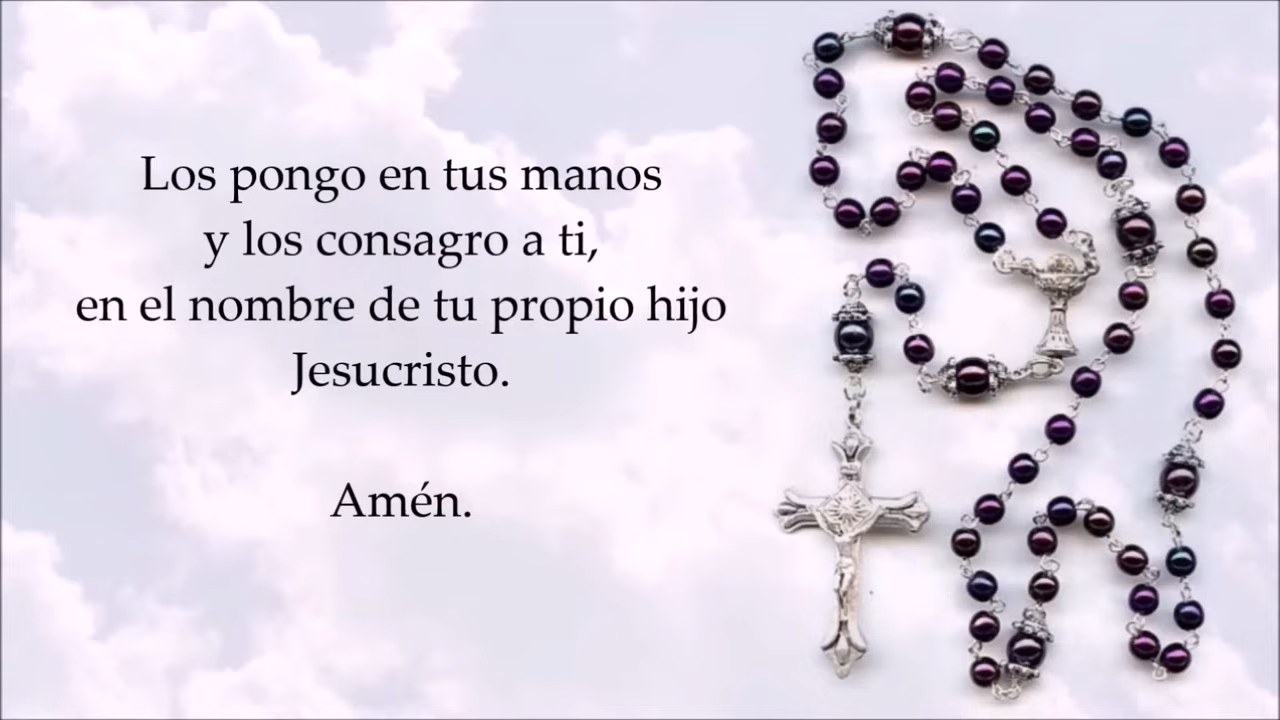 Los pongo en tus manos
y los consagro a ti,
en el nombre de tu propio hijo
Jesucristo.
Amén.